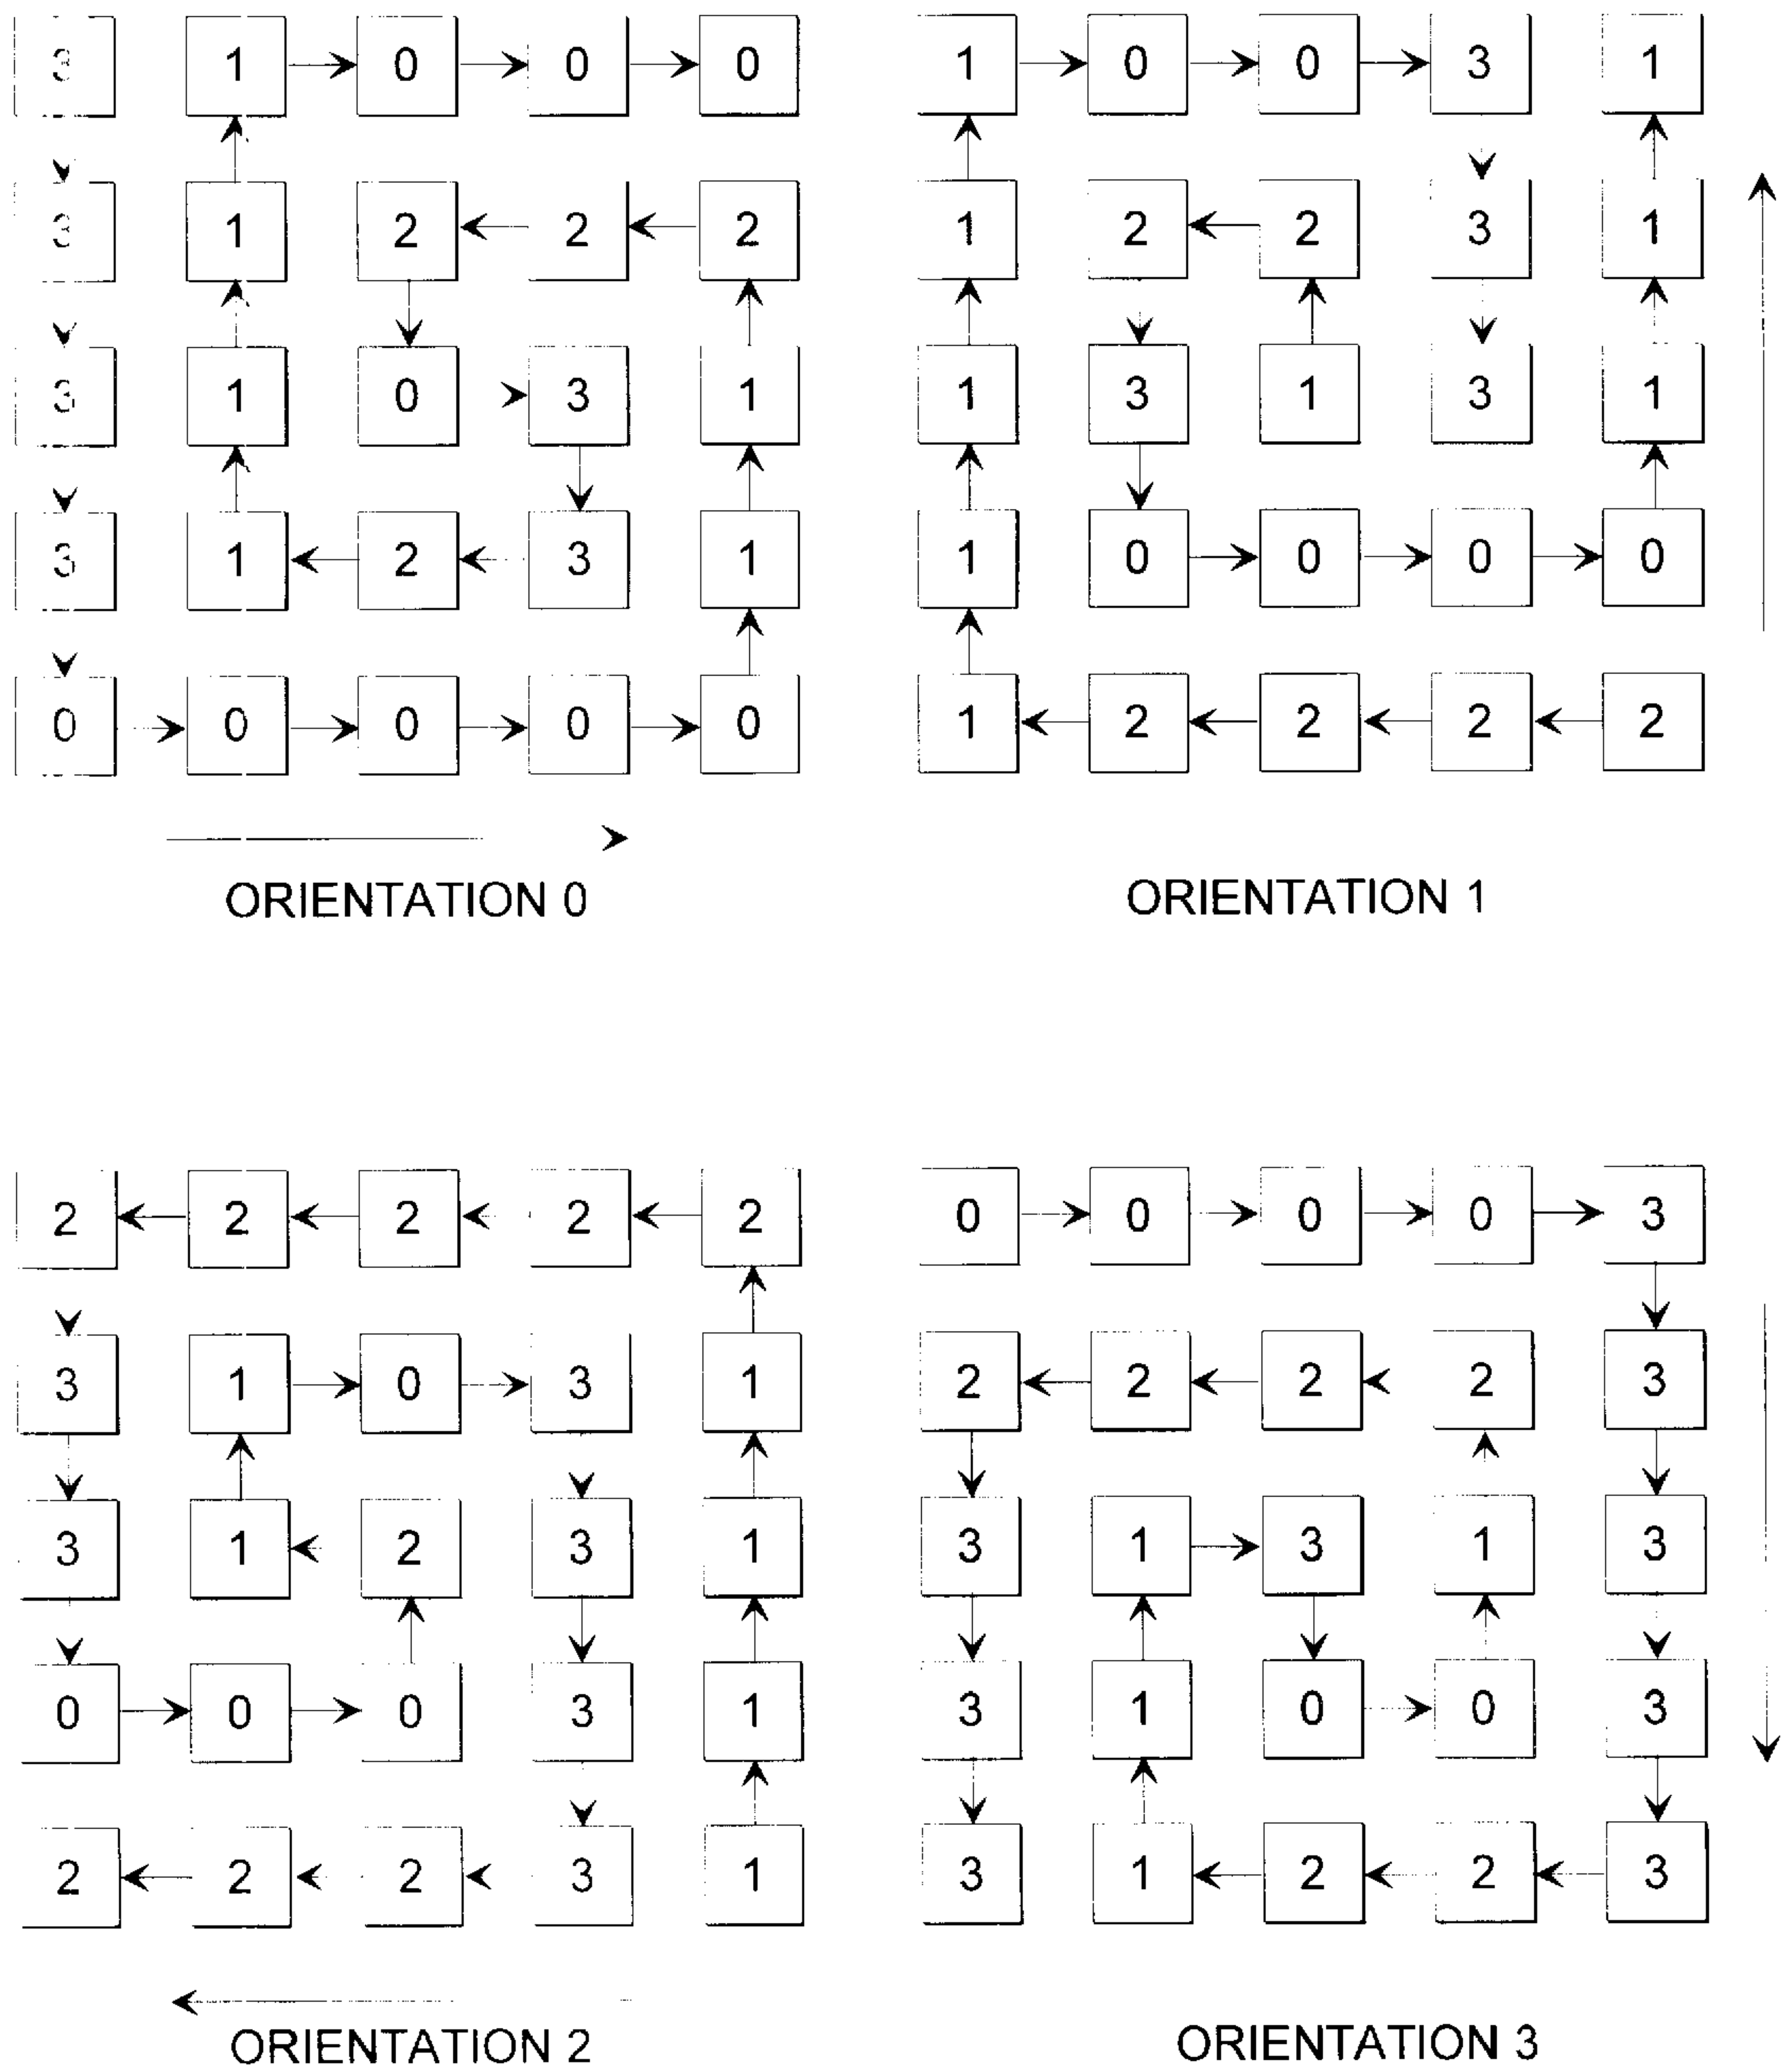 3 1 0 0 0 1 0 0 3 1
3 1 2 2 2 1 2 2 3 1
3 1 0 3 1 1 3 1 3 1
3 1 2 3 1 1 0 0 0 0
0 0 0 0 0 1 2 2 2 2
ORIENTATION 0 ORIENTATION 1
2 2 2 2 2 0 0 0 0 3
3 1 0 3 1 2 2 2 2 3
3 1 2 3 1 3 1 3 1 3
0 0 0 3 1 3 1 0 0 3
2 2 2 3 1 3 1 2 2 3
ORIENTATION 2 ORIENTATION 3